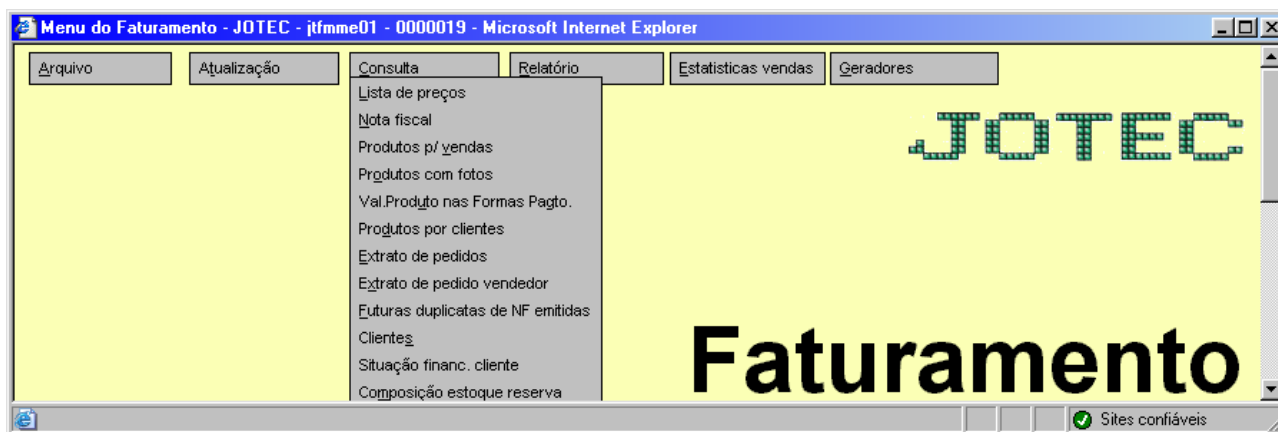 Menu do Faturamento - JOTEC - jtfmme01 - 0000019 - Microsoft Internet Explorer
Arquivo Atualização Consulta Relatório Estatisticas vendas Geradores
Lista de preços
Nota fiscal
Produtos p/ vendas
Produtos com fotos
Val.Produto nas Formas Pagto.
Produtos por clientes
Extrato de pedidos
Extrato de pedido vendedor
Futuras duplicatas de NF emitidas
Clientes
Situação financ. cliente
Composição estoque reserva
JOTEC
Faturamento
Sites confiáveis